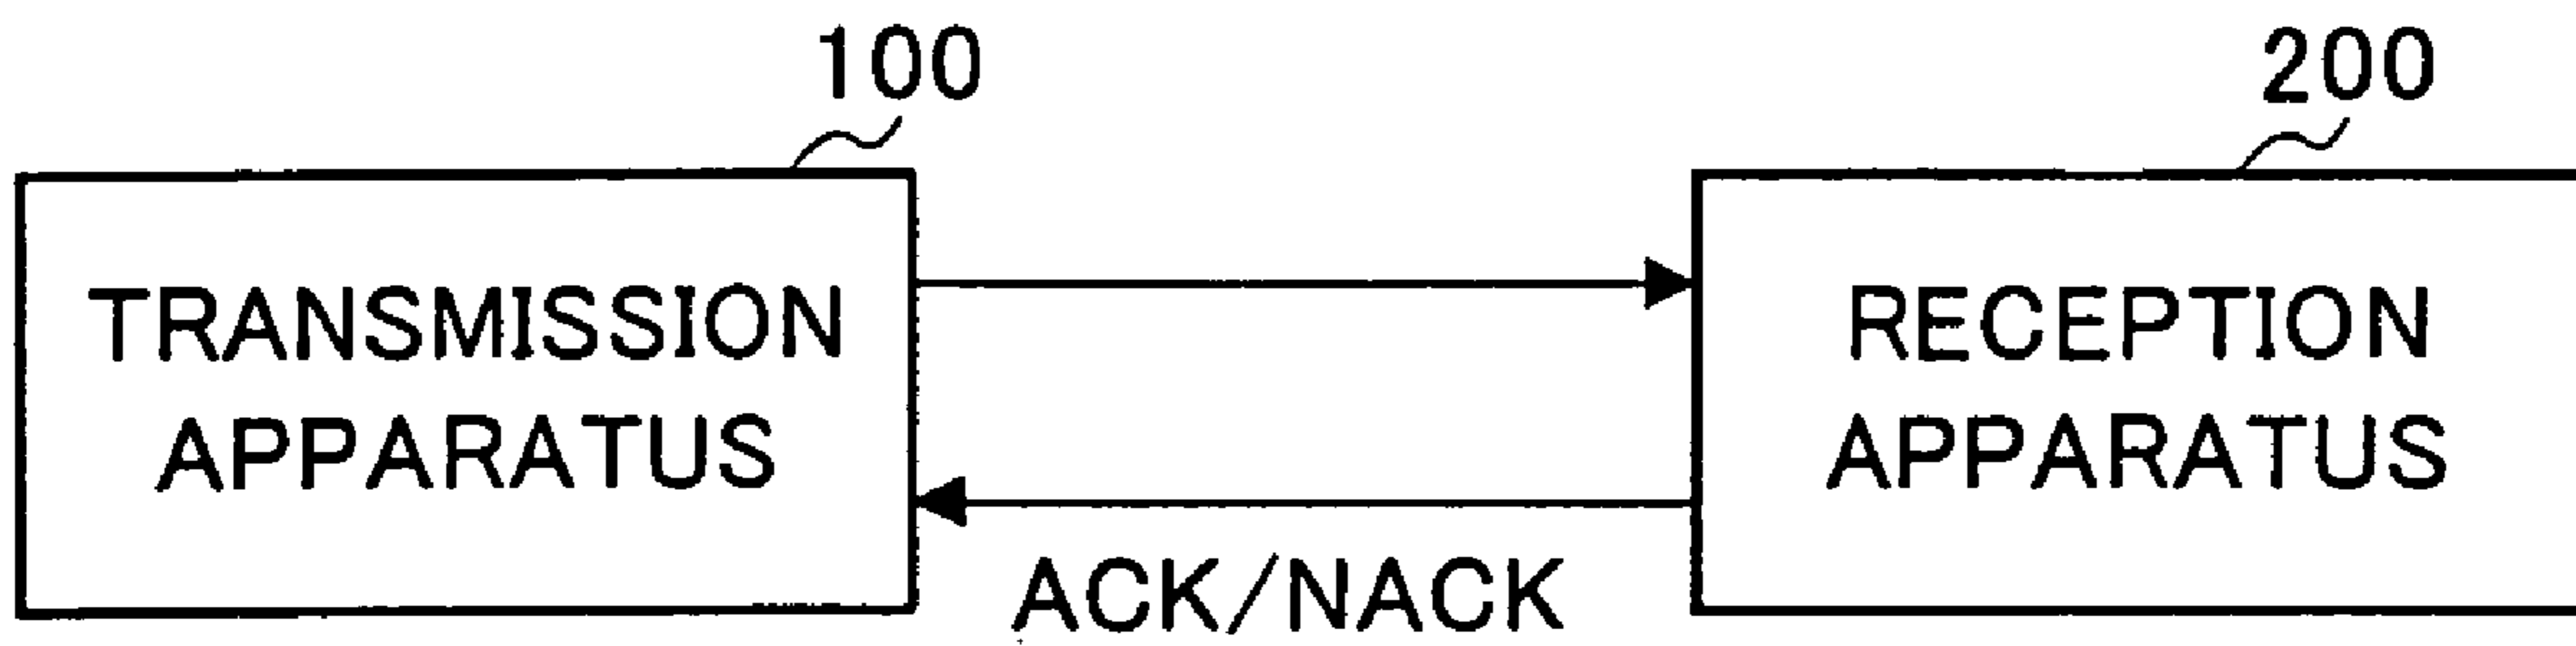 100
200
TRANSMISSION
APPARATUS
RECEPTION
APPARATUS
ACK/NACK